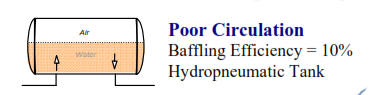 Air
Water
Poor Circulation
Baffling Efficiency = 10%
Hydropneumatic Tank